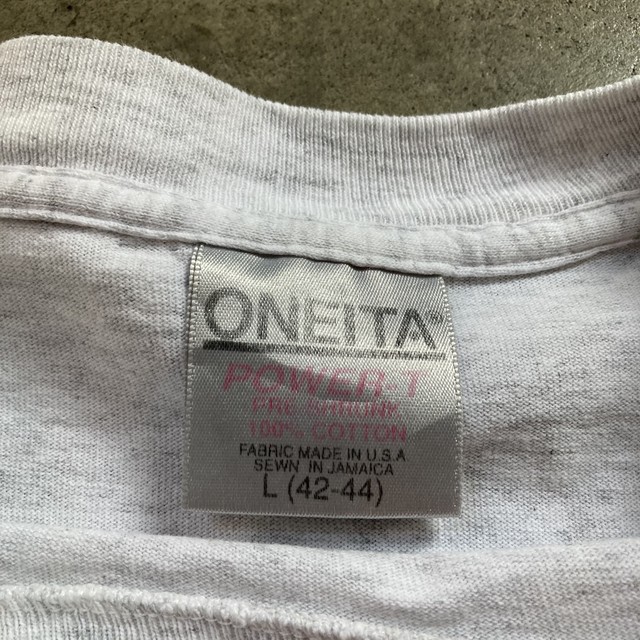 ONEITA®
POWER-T
PRE SHRUNK
100% COTTON
FABRIC MADE IN U.S.A
SEWN IN JAMAICA
L (42-44)